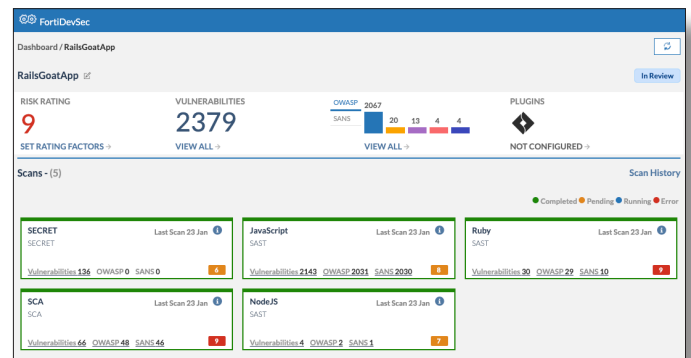 FortiDevSec
Dashboard / RailsGoatApp
RailsGoatApp
In Review
RISK RATING
9
SET RATING FACTORS →
VULNERABILITIES
2379
VIEW ALL →
OWASP
SANS
2067
20
13
4
4
VIEW ALL →
PLUGINS
NOT CONFIGURED →
Scans - (5)
Scan History
Completed Pending Running Error
SECRET Last Scan 23 Jan
SECRET
Vulnerabilities 136 OWASP 0 SANS 0 6
JavaScript Last Scan 23 Jan
SAST
Vulnerabilities 2143 OWASP 2031 SANS 2030 8
Ruby Last Scan 23 Jan
SAST
Vulnerabilities 30 OWASP 29 SANS 10 9
SCA Last Scan 23 Jan
SCA
Vulnerabilities 66 OWASP 48 SANS 46 9
NodeJS Last Scan 23 Jan
SAST
Vulnerabilities 4 OWASP 2 SANS 1 7